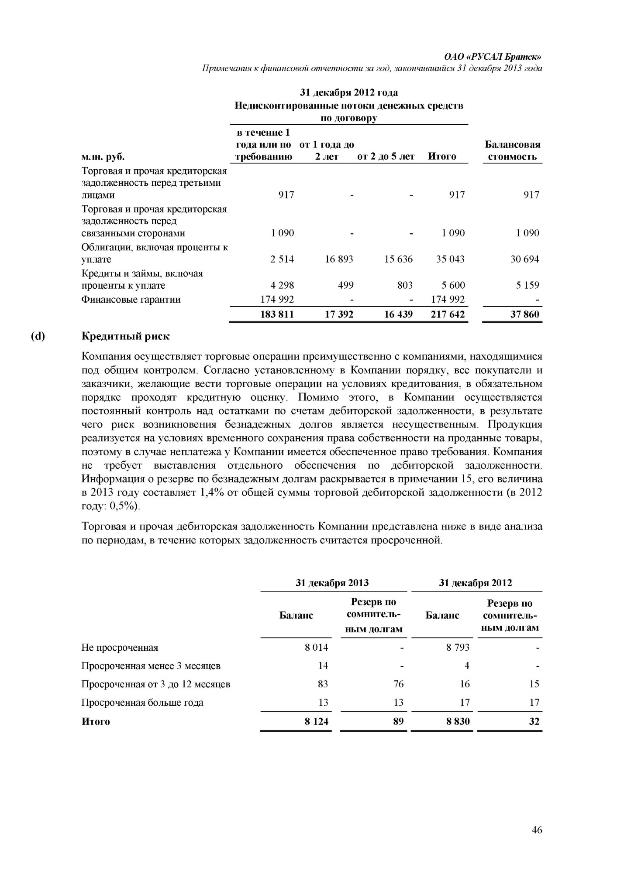 ОАО «РУСАЛ Братск»
Примечания к финансовой отчетности за год, закончившийся 31 декабря 2013 года
31 декабря 2012 года
Недисконтированные потоки денежных средств
по договору
млн. руб. в течение 1 года или по требованию от 1 года до 2 лет от 2 до 5 лет Итого Балансовая стоимость
Торговая и прочая кредиторская
задолженность перед третьими
лицами 917 - - 917 917
Торговая и прочая кредиторская
задолженность перед
связанными сторонами 1 090 - - 1 090 1 090
Облигации, включая проценты к
уплате 2 514 16 893 15 636 35 043 30 694
Кредиты и займы, включая
проценты к уплате 4 298 499 803 5 600 5 159
Финансовые гарантии 174 992 - - 174 992 -
183 811 17 392 16 439 217 642 37 860
(d) Кредитный риск
Компания осуществляет торговые операции преимущественно с компаниями, находящимися
под общим контролем. Согласно установленному в Компании порядку, все покупатели и
заказчики, желающие вести торговые операции на условиях кредитования, в обязательном
порядке проходят кредитную оценку. Помимо этого, в Компании осуществляется
постоянный контроль над остатками по счетам дебиторской задолженности, в результате
чего риск возникновения безнадежных долгов является несущественным. Продукция
реализуется на условиях временного сохранения права собственности на проданные товары,
поэтому в случае неплатежа у Компании имеется обеспеченное право требования. Компания
не требует выставления отдельного обеспечения по дебиторской задолженности.
Информация о резерве по безнадежным долгам раскрывается в примечании 15, его величина
в 2013 году составляет 1,4% от общей суммы торговой дебиторской задолженности (в 2012
году: 0,5%).
Торговая и прочая дебиторская задолженность Компании представлена ниже в виде анализа
по периодам, в течение которых задолженность считается просроченной.
31 декабря 2013 31 декабря 2012
Баланс Резерв по сомнитель- ным долгам Баланс Резерв по сомнитель- ным долгам
Не просроченная 8 014 - 8 793 -
Просроченная менее 3 месяцев 14 - 4 -
Просроченная от 3 до 12 месяцев 83 76 16 15
Просроченная больше года 13 13 17 17
Итого 8 124 89 8 830 32
46